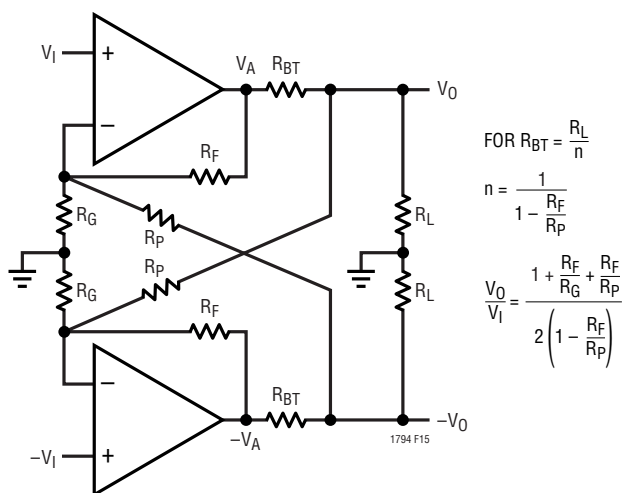 V_I
+
V_A
R_BT
V_O
−
R_F
FOR R_BT = R_L / n
R_G
R_P
R_L
n = 1 / (1 − R_F / R_P)
R_P
R_G
R_L
V_O / V_I = (1 + R_F / R_G + R_F / R_P) / (2 (1 − R_F / R_P))
R_F
−
R_BT
−V_O
−V_A
1794 F15
−V_I
+